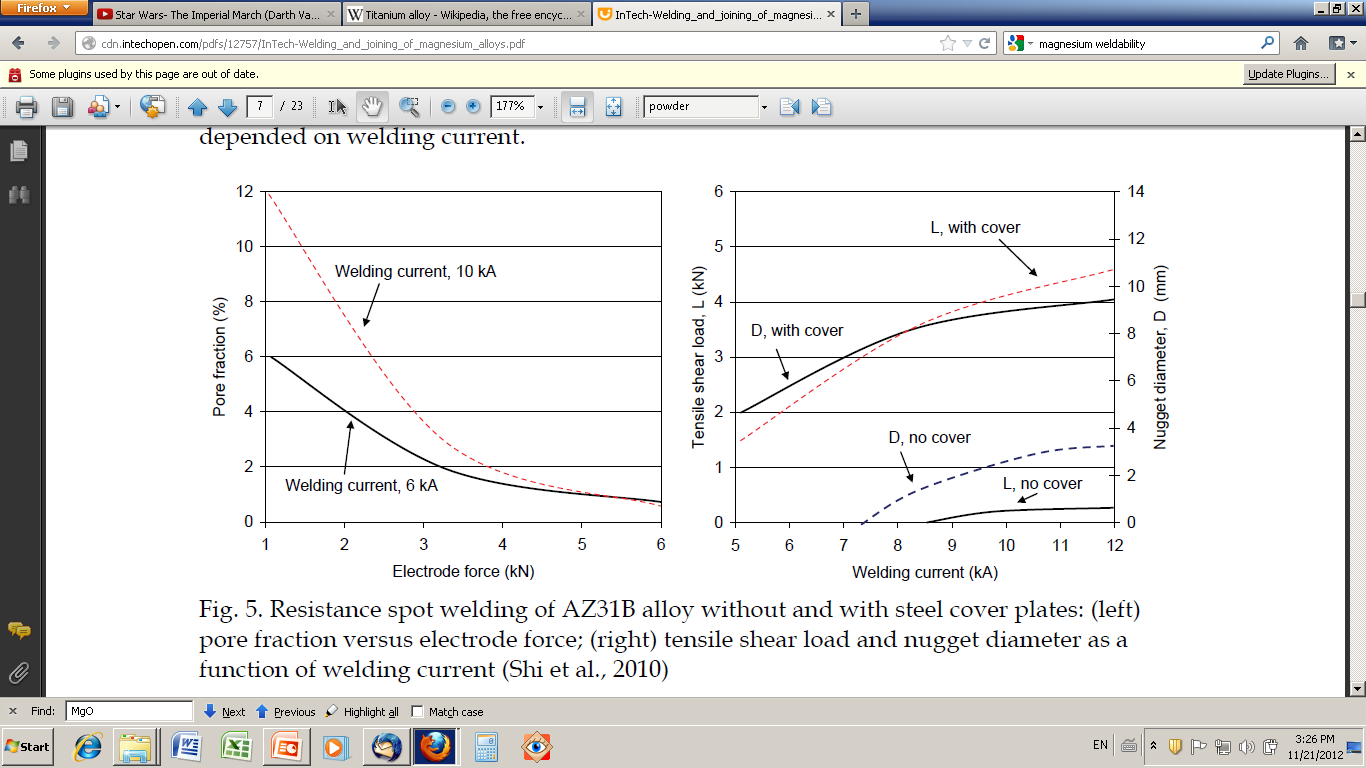 Firefox
Star Wars- The Imperial March (Darth Va...
Titanium alloy - Wikipedia, the free encyc...
InTech-Welding_and_joining_of_magnesi...
cdn.intechopen.com/pdfs/12757/InTech-Welding_and_joining_of_magnesium_alloys.pdf
magnesium weldability
Some plugins used by this page are out of date.
Update Plugins...
7 / 23
177%
powder
depended on welding current.
12
10
8
6
4
2
0
Pore fraction (%)
Welding current, 10 kA
Welding current, 6 kA
1 2 3 4 5 6
Electrode force (kN)
6
5
4
3
2
1
0
Tensile shear load, L (kN)
L, with cover
D, with cover
D, no cover
L, no cover
14
12
10
8
6
4
2
0
Nugget diameter, D (mm)
5 6 7 8 9 10 11 12
Welding current (kA)
Fig. 5. Resistance spot welding of AZ31B alloy without and with steel cover plates: (left)
pore fraction versus electrode force; (right) tensile shear load and nugget diameter as a
function of welding current (Shi et al., 2010)
Find: MgO Next Previous Highlight all Match case
Start
EN
3:26 PM
11/21/2012